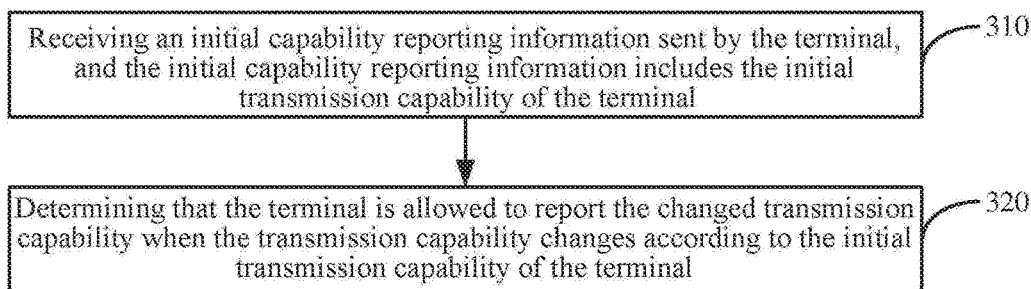 Receiving an initial capability reporting information sent by the terminal,
and the initial capability reporting information includes the initial
transmission capability of the terminal
310
Determining that the terminal is allowed to report the changed transmission
capability when the transmission capability changes according to the initial
transmission capability of the terminal
320